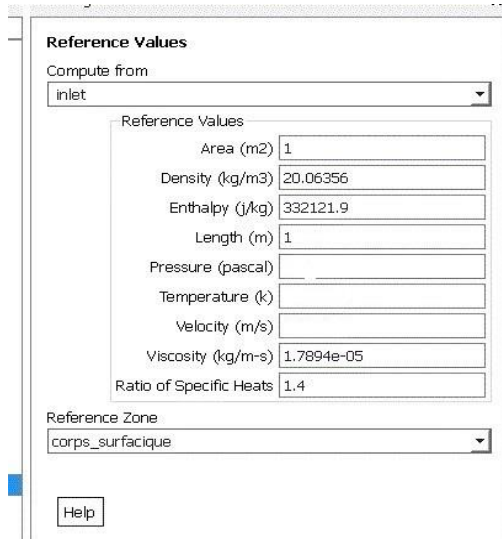 Reference Values
Compute from
inlet
Reference Values
Area (m2) 1
Density (kg/m3) 20.06356
Enthalpy (j/kg) 332121.9
Length (m) 1
Pressure (pascal)
Temperature (k)
Velocity (m/s)
Viscosity (kg/m-s) 1.7894e-05
Ratio of Specific Heats 1.4
Reference Zone
corps_surfacique
Help